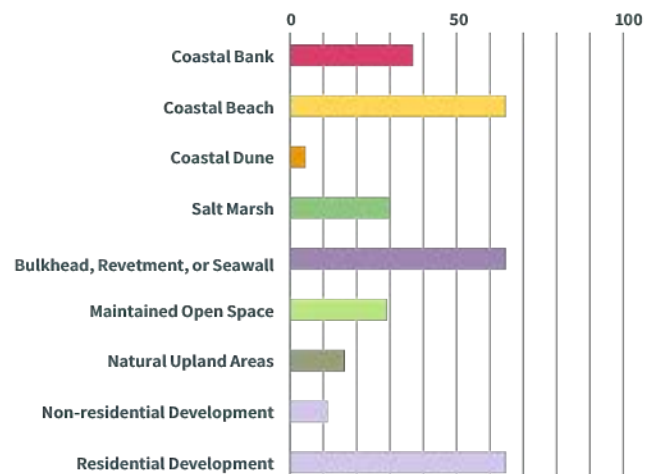 0 50 100
Coastal Bank
Coastal Beach
Coastal Dune
Salt Marsh
Bulkhead, Revetment, or Seawall
Maintained Open Space
Natural Upland Areas
Non-residential Development
Residential Development